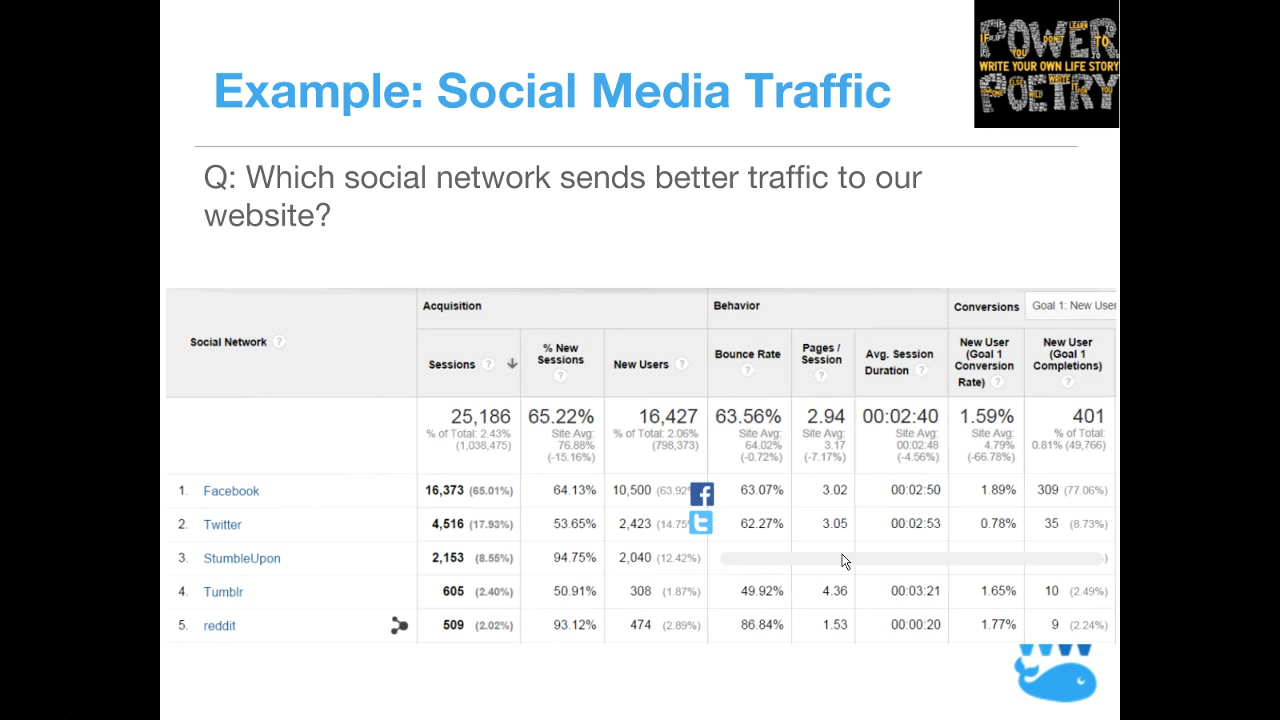 Example: Social Media Traffic
POWER
IF YOU DON'T LEARN TO
WRITE YOUR OWN LIFE STORY
POETRY
Q: Which social network sends better traffic to our
website?
Social Network ?
Acquisition
Behavior
Conversions Goal 1: New User
Sessions ?
% New Sessions ?
New Users ?
Bounce Rate ?
Pages / Session ?
Avg. Session Duration ?
New User (Goal 1 Conversion Rate) ?
New User (Goal 1 Completions) ?
25,186 65.22% 16,427 63.56% 2.94 00:02:40 1.59% 401
% of Total: 2.43% (1,038,475) Site Avg: 76.88% (-15.16%) % of Total: 2.06% (798,373) Site Avg: 64.02% (-0.72%) Site Avg: 3.17 (-7.17%) Site Avg: 00:02:48 (-4.56%) Site Avg: 4.79% (-66.78%) % of Total: 0.81% (49,766)
1. Facebook 16,373 (65.01%) 64.13% 10,500 (63.92% f 63.07% 3.02 00:02:50 1.89% 309 (77.06%)
2. Twitter 4,516 (17.93%) 53.65% 2,423 (14.75% t 62.27% 3.05 00:02:53 0.78% 35 (8.73%)
3. StumbleUpon 2,153 (8.55%) 94.75% 2,040 (12.42%)
4. Tumblr 605 (2.40%) 50.91% 308 (1.87%) 49.92% 4.36 00:03:21 1.65% 10 (2.49%)
5. reddit 509 (2.02%) 93.12% 474 (2.89%) 86.84% 1.53 00:00:20 1.77% 9 (2.24%)